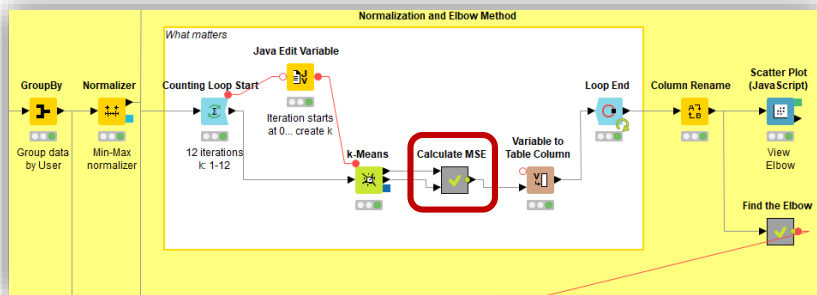 Normalization and Elbow Method
What matters
Java Edit Variable
Iteration starts
at 0... create k
GroupBy
Group data
by User
Normalizer
Min-Max
normalizer
Counting Loop Start
12 iterations
k: 1-12
k-Means
Calculate MSE
Variable to
Table Column
Loop End
Column Rename
Scatter Plot
(JavaScript)
View
Elbow
Find the Elbow